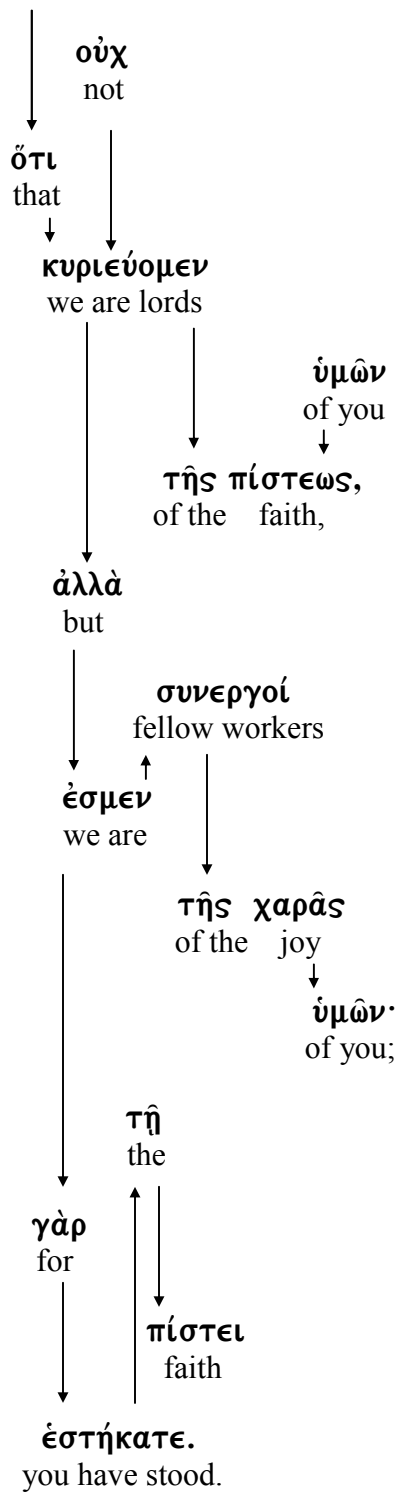 οὐχ
not
ὅτι
that
κυριεύομεν
we are lords
ὑμῶν
of you
τῆς πίστεως,
of the faith,
ἀλλὰ
but
συνεργοί
fellow workers
ἐσμεν
we are
τῆς χαρᾶς
of the joy
ὑμῶν·
of you;
τῇ
the
γὰρ
for
πίστει
faith
ἑστήκατε.
you have stood.